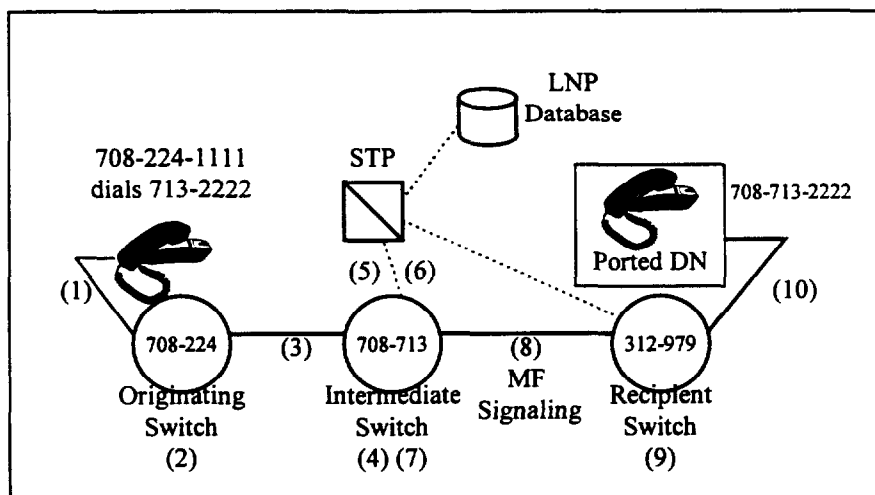 LNP
Database
708-224-1111
dials 713-2222
STP
708-713-2222
Ported DN
(1)
(5) (6)
(10)
708-224
(3)
708-713
(8)
312-979
MF
Signaling
Originating
Switch
(2)
Intermediate
Switch
(4) (7)
Recipient
Switch
(9)